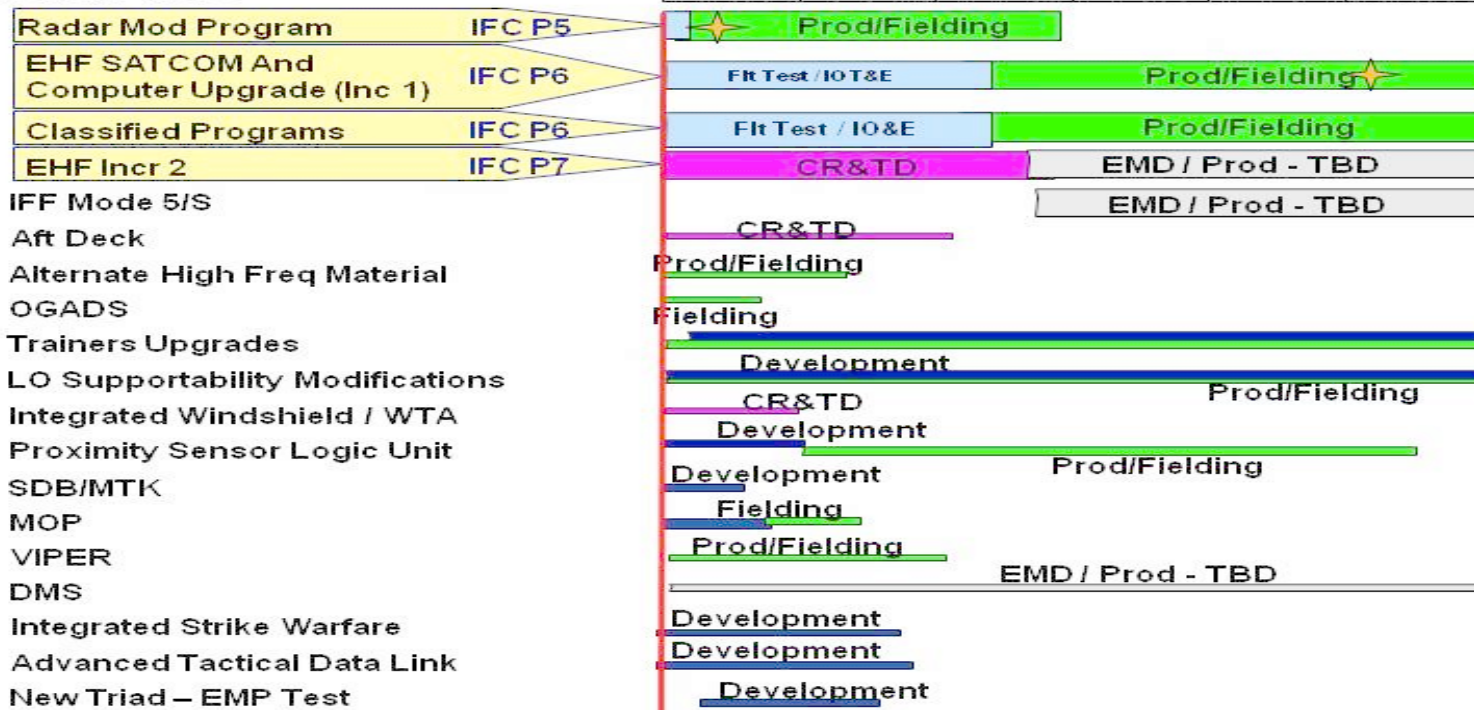 Radar Mod Program IFC P5 Prod/Fielding
EHF SATCOM And
Computer Upgrade (Inc 1) IFC P6 Flt Test / IOT&E Prod/Fielding
Classified Programs IFC P6 Flt Test / IO&E Prod/Fielding
EHF Incr 2 IFC P7 CR&TD EMD / Prod - TBD
IFF Mode 5/S EMD / Prod - TBD
Aft Deck CR&TD
Alternate High Freq Material Prod/Fielding
OGADS Fielding
Trainers Upgrades Development
LO Supportability Modifications Prod/Fielding
Integrated Windshield / WTA CR&TD
Proximity Sensor Logic Unit Development Prod/Fielding
SDB/MTK Development
MOP Fielding
VIPER Prod/Fielding
DMS EMD / Prod - TBD
Integrated Strike Warfare Development
Advanced Tactical Data Link Development
New Triad – EMP Test Development